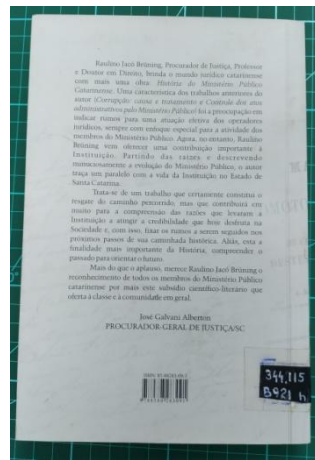 Raulino Jacó Brüning, Procurador de Justiça, Professor
e Doutor em Direito, brinda o mundo jurídico catarinense
com mais uma obra História do Ministério Público
Catarinense. Uma característica dos trabalhos anteriores do
autor (Corrupção: causa e tratamento e Controle dos atos
administrativos pelo Ministério Público) foi a preocupação em
indicar rumos para uma atuação efetiva dos operadores
jurídicos, sempre com enfoque especial para a atividade dos
membros do Ministério Público. Agora, no entanto, Raulino
Brüning vem oferecer uma contribuição importante à
Instituição. Partindo das raízes e descrevendo
minuciosamente a evolução do Ministério Público, o autor
traça um paralelo com a vida da Instituição no Estado de
Santa Catarina.
Trata-se de um trabalho que certamente constitui o
resgate do caminho percorrido, mas que contribuirá em
muito para a compreensão das razões que levaram a
Instituição a atingir a credibilidade que hoje desfruta na
Sociedade e, com isso, fixar os rumos a serem seguidos nos
próximos passos de sua caminhada histórica. Aliás, esta a
finalidade mais importante da História, compreender o
passado para orientar o futuro.
Mais do que o aplauso, merece Raulino Jacó Brüning o
reconhecimento de todos os membros do Ministério Público
catarinense por mais este subsídio científico-literário que
oferta à classe e à comunidade em geral.
José Galvani Alberton
PROCURADOR-GERAL DE JUSTIÇA/SC
344.115
B921 h